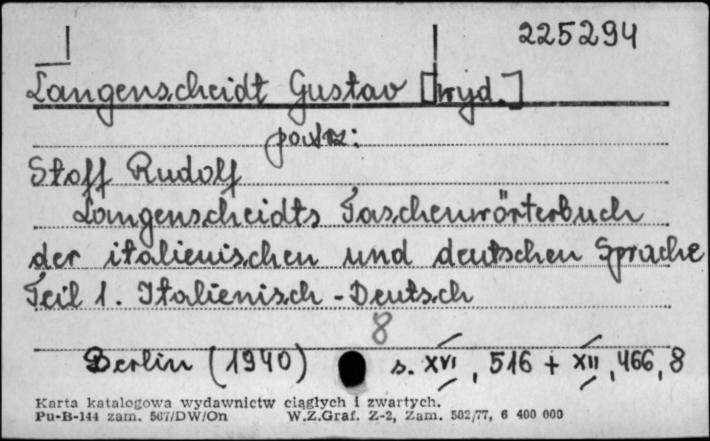 225294
Langenscheidt Gustav [wyd.]
patrz:
Stoff Rudolf
Langenscheidts Taschenwörterbuch
der italienischen und deutschen Sprache
Teil 1. Italienisch - Deutsch
8
Berlin (1940) s. XVI, 516 + XII, 466, 8
Karta katalogowa wydawnictw ciągłych i zwartych.
Pu-B-144 zam. 567/DW/On W.Z.Graf. Z-2, Zam. 502/77, 6 400 000